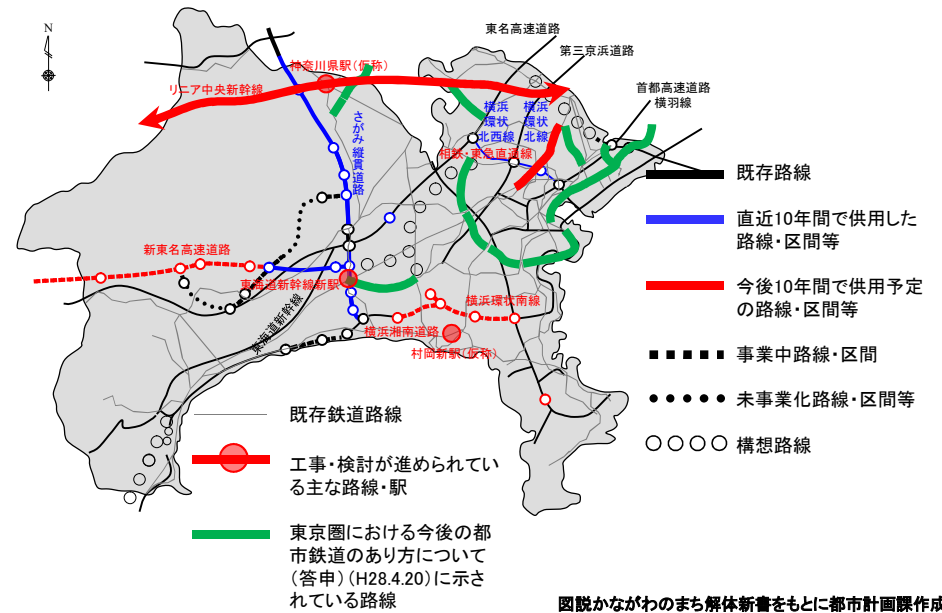 N
東名高速道路
第三京浜道路
首都高速道路
横羽線
神奈川県駅(仮称)
リニア中央新幹線
さがみ縦貫道路
横浜
環状
北西線
横浜
環状
北線
相鉄・東急直通線
新東名高速道路
東海道新幹線新駅
東海道新幹線
横浜環状南線
横浜湘南道路
村岡新駅(仮称)
既存路線
直近10年間で供用した
路線・区間等
今後10年間で供用予定
の路線・区間等
事業中路線・区間
未事業化路線・区間等
構想路線
既存鉄道路線
工事・検討が進められてい
る主な路線・駅
東京圏における今後の都
市鉄道のあり方について
(答申)(H28.4.20)に示さ
れている路線
図説かながわのまち解体新書をもとに都市計画課作成